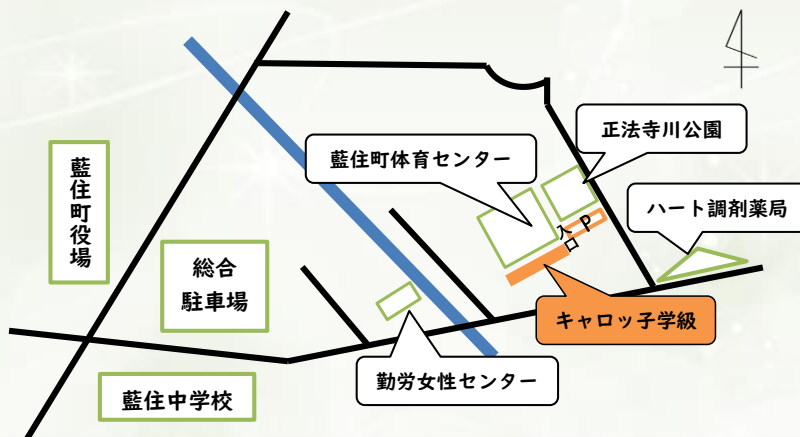 正法寺川公園
藍住町体育センター
ハート調剤薬局
藍住町役場
入口
P
総合
駐車場
キャロッ子学級
勤労女性センター
藍住中学校